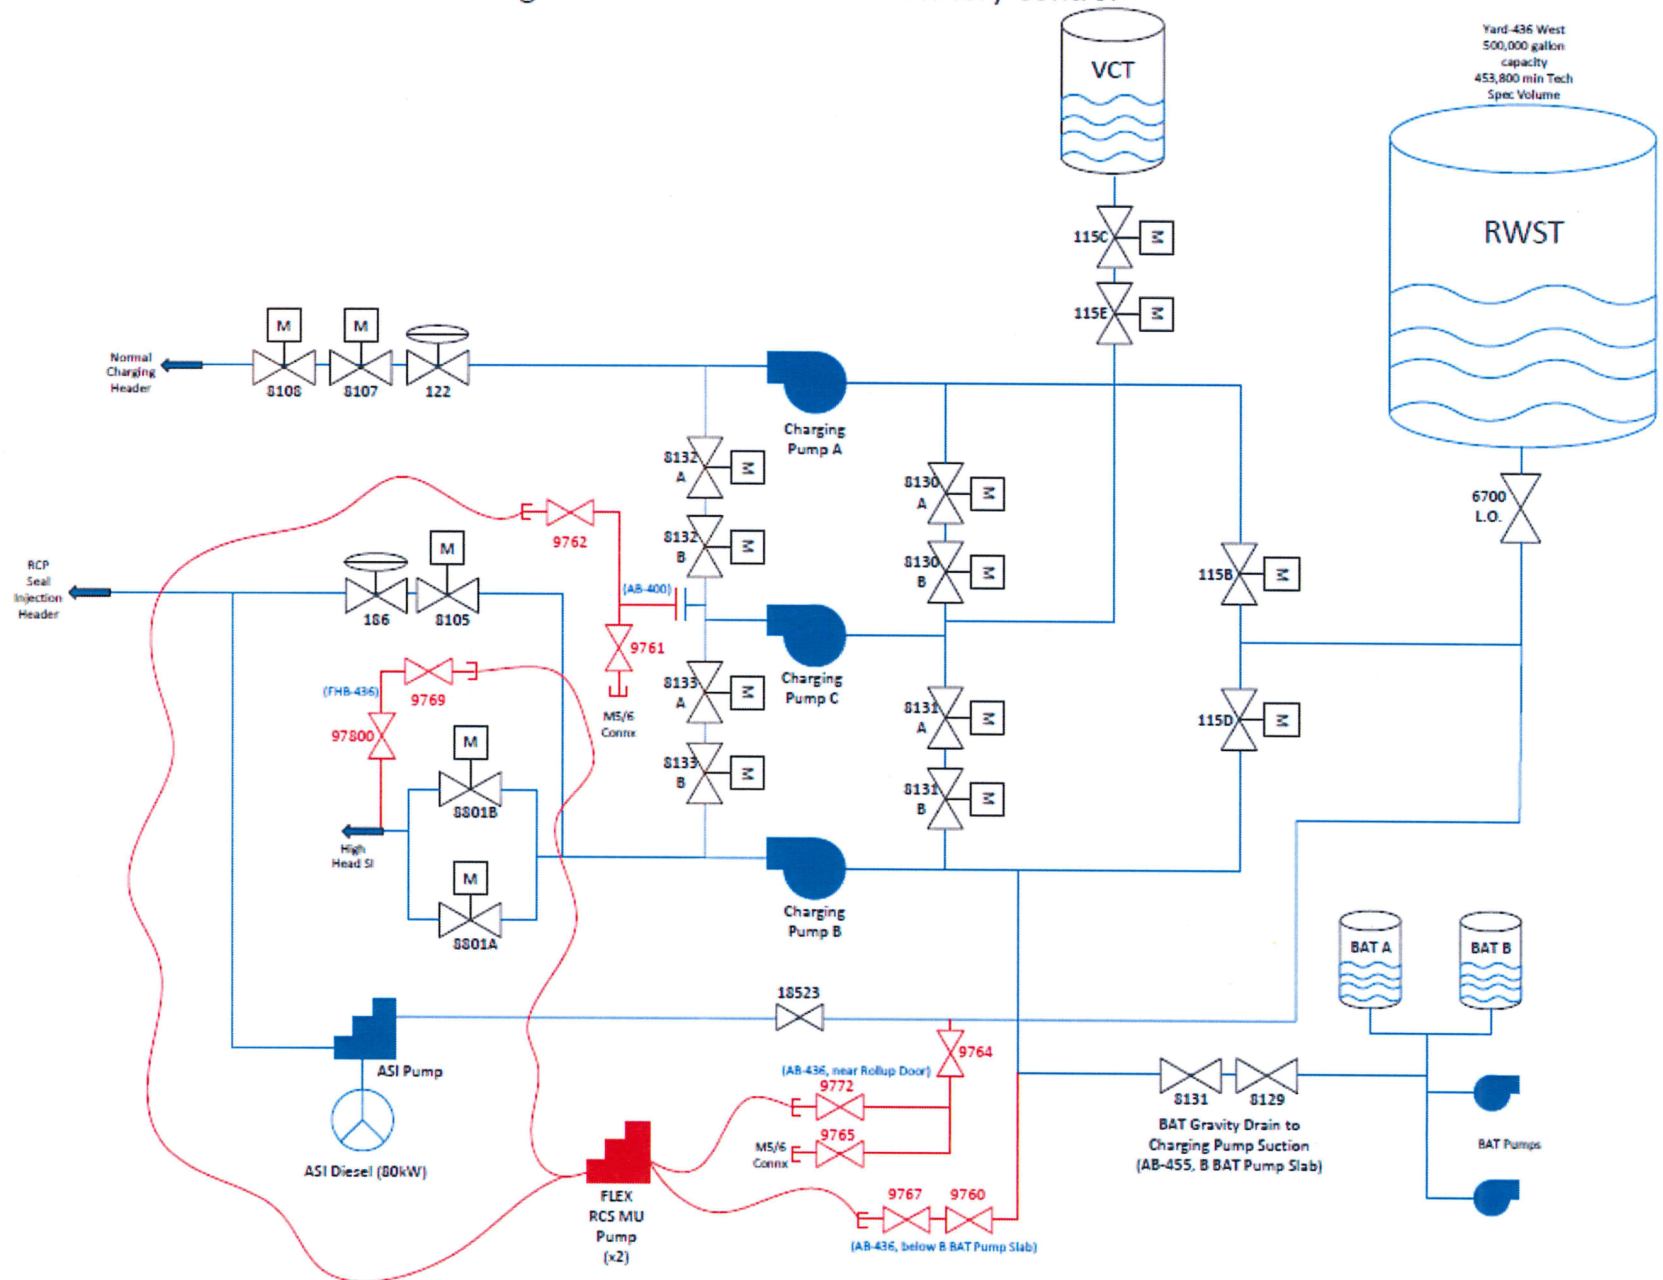 Yard-436 West
500,000 gallon
capacity
453,800 min Tech
Spec Volume
VCT
RWST
115C
M
115E
M
M
M
Normal
Charging
Header
8108
8107
122
Charging
Pump A
8132
A
M
8130
A
M
6700
L.O.
9762
8132
B
M
8130
B
M
115B
M
RCP
Seal
Injection
Header
M
186
8105
(AB-400)
9761
Charging
Pump C
(FHB-436)
9769
97800
8133
A
M
M5/6
Connx
8131
A
M
115D
M
M
8801B
8133
B
M
8131
B
M
High
Head SI
M
8801A
Charging
Pump B
BAT A
BAT B
18523
ASI Pump
9764
(AB-436, near Rollup Door)
9772
8131
8129
BAT Gravity Drain to
Charging Pump Suction
(AB-455, B BAT Pump Slab)
BAT Pumps
9765
M5/6
Connx
ASI Diesel (80kW)
FLEX
RCS MU
Pump
(x2)
9767
9760
(AB-436, below B BAT Pump Slab)